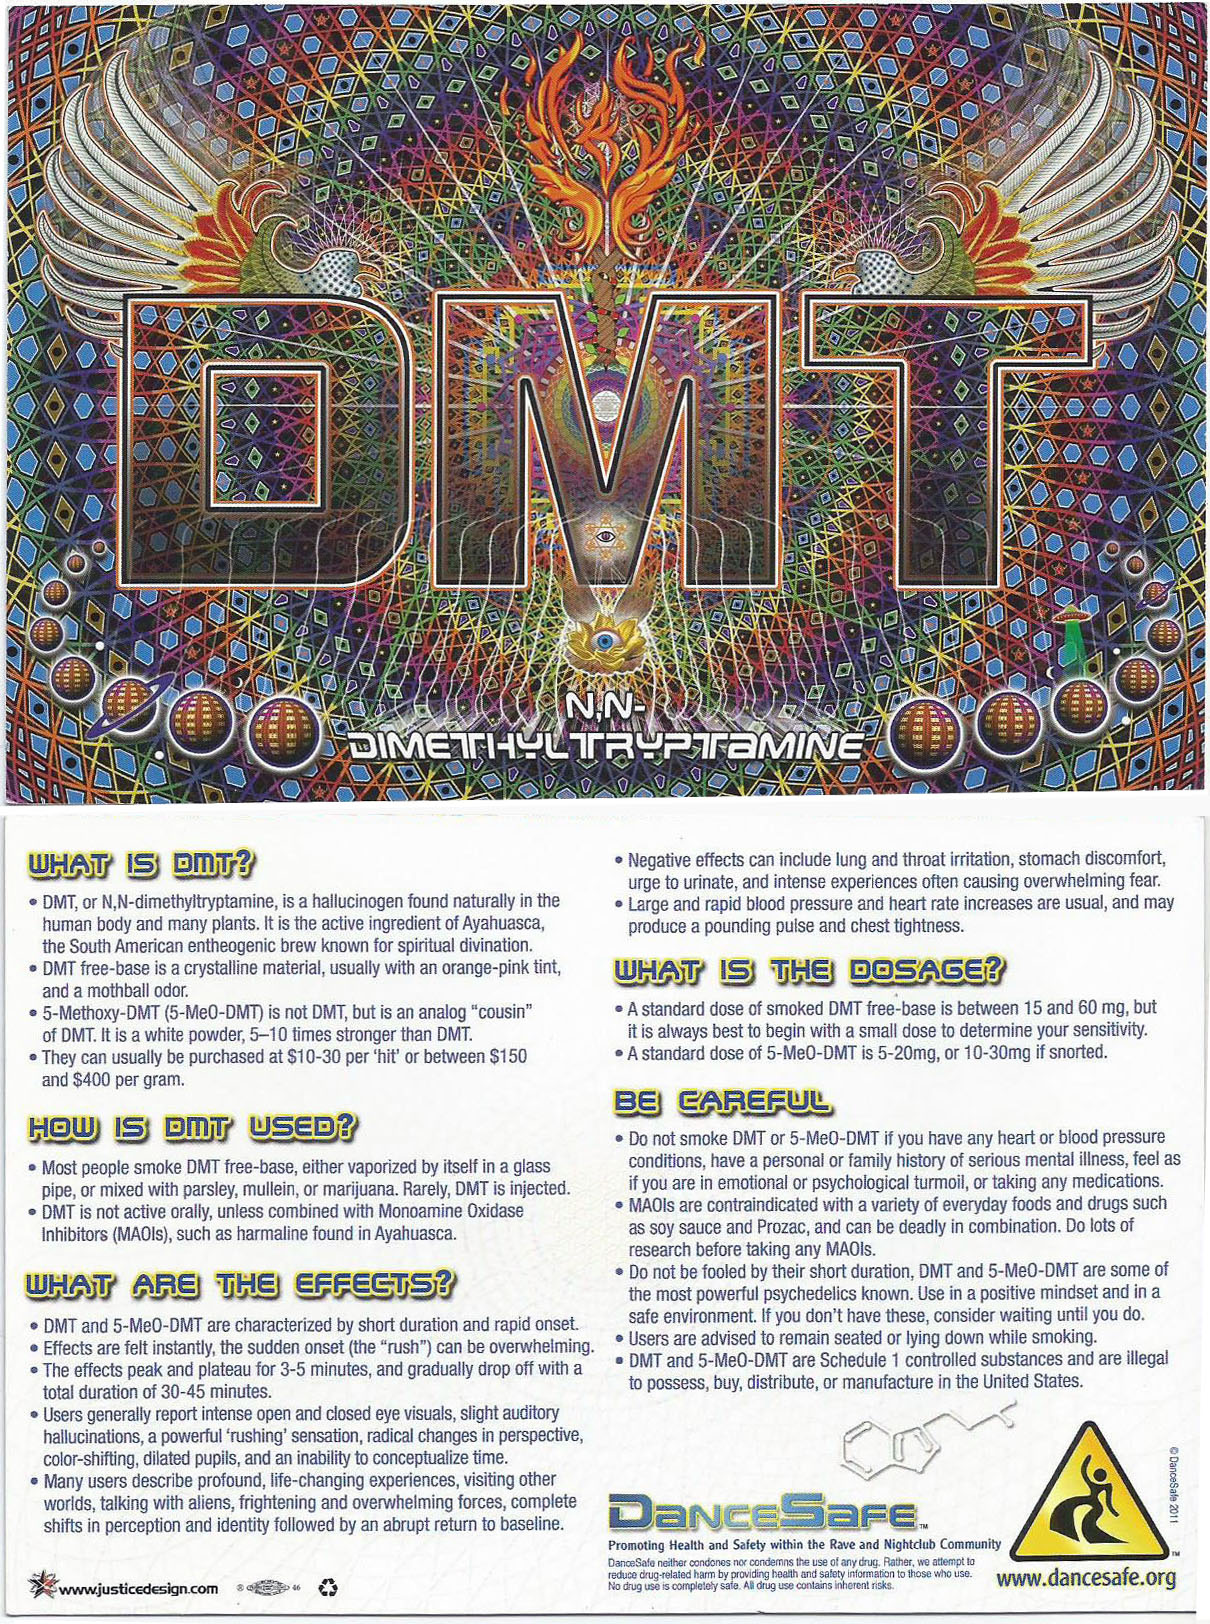 DMT
N,N-
DIMETHYLTRYPTAMINE
WHAT IS DMT?
• DMT, or N,N-dimethyltryptamine, is a hallucinogen found naturally in the
human body and many plants. It is the active ingredient of Ayahuasca,
the South American entheogenic brew known for spiritual divination.
• DMT free-base is a crystalline material, usually with an orange-pink tint,
and a mothball odor.
• 5-Methoxy-DMT (5-MeO-DMT) is not DMT, but is an analog “cousin”
of DMT. It is a white powder, 5–10 times stronger than DMT.
• They can usually be purchased at $10-30 per ‘hit’ or between $150
and $400 per gram.
HOW IS DMT USED?
• Most people smoke DMT free-base, either vaporized by itself in a glass
pipe, or mixed with parsley, mullein, or marijuana. Rarely, DMT is injected.
• DMT is not active orally, unless combined with Monoamine Oxidase
Inhibitors (MAOIs), such as harmaline found in Ayahuasca.
WHAT ARE THE EFFECTS?
• DMT and 5-MeO-DMT are characterized by short duration and rapid onset.
• Effects are felt instantly, the sudden onset (the “rush”) can be overwhelming.
• The effects peak and plateau for 3-5 minutes, and gradually drop off with a
total duration of 30-45 minutes.
• Users generally report intense open and closed eye visuals, slight auditory
hallucinations, a powerful ‘rushing’ sensation, radical changes in perspective,
color-shifting, dilated pupils, and an inability to conceptualize time.
• Many users describe profound, life-changing experiences, visiting other
worlds, talking with aliens, frightening and overwhelming forces, complete
shifts in perception and identity followed by an abrupt return to baseline.
www.justicedesign.com
• Negative effects can include lung and throat irritation, stomach discomfort,
urge to urinate, and intense experiences often causing overwhelming fear.
• Large and rapid blood pressure and heart rate increases are usual, and may
produce a pounding pulse and chest tightness.
WHAT IS THE DOSAGE?
• A standard dose of smoked DMT free-base is between 15 and 60 mg, but
it is always best to begin with a small dose to determine your sensitivity.
• A standard dose of 5-MeO-DMT is 5-20mg, or 10-30mg if snorted.
BE CAREFUL
• Do not smoke DMT or 5-MeO-DMT if you have any heart or blood pressure
conditions, have a personal or family history of serious mental illness, feel as
if you are in emotional or psychological turmoil, or taking any medications.
• MAOIs are contraindicated with a variety of everyday foods and drugs such
as soy sauce and Prozac, and can be deadly in combination. Do lots of
research before taking any MAOIs.
• Do not be fooled by their short duration, DMT and 5-MeO-DMT are some of
the most powerful psychedelics known. Use in a positive mindset and in a
safe environment. If you don’t have these, consider waiting until you do.
• Users are advised to remain seated or lying down while smoking.
• DMT and 5-MeO-DMT are Schedule 1 controlled substances and are illegal
to possess, buy, distribute, or manufacture in the United States.
DanceSafe™
Promoting Health and Safety within the Rave and Nightclub Community
DanceSafe neither condones nor condemns the use of any drug. Rather, we attempt to
reduce drug-related harm by providing health and safety information to those who use.
No drug use is completely safe. All drug use contains inherent risks.
© DanceSafe 2011
TM
www.dancesafe.org